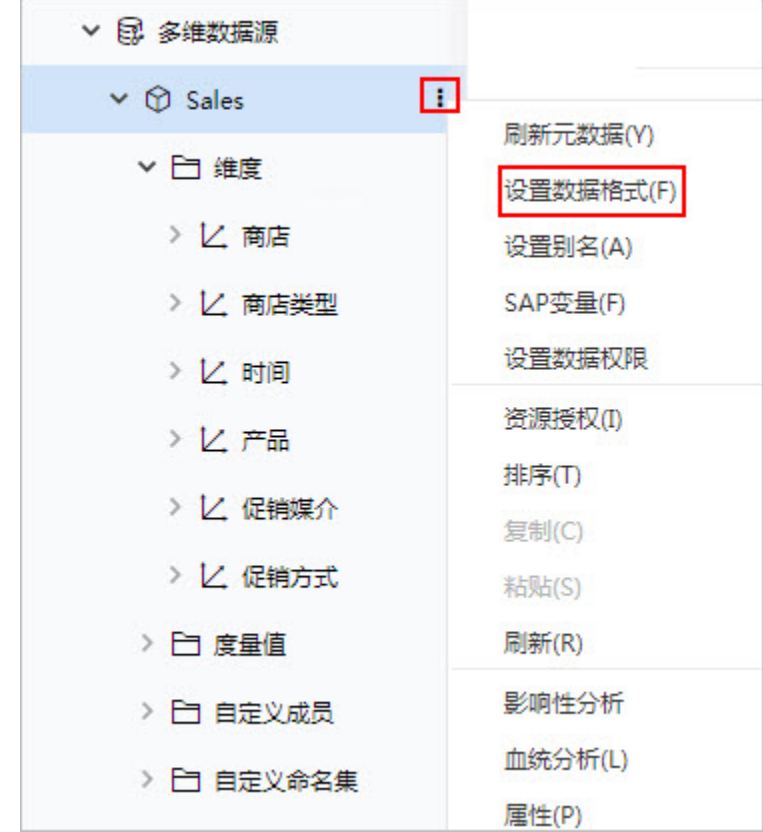 多维数据源
Sales
维度
商店
商店类型
时间
产品
促销媒介
促销方式
度量值
自定义成员
自定义命名集
刷新元数据(Y)
设置数据格式(F)
设置别名(A)
SAP变量(F)
设置数据权限
资源授权(I)
排序(T)
复制(C)
粘贴(S)
刷新(R)
影响性分析
血统分析(L)
属性(P)